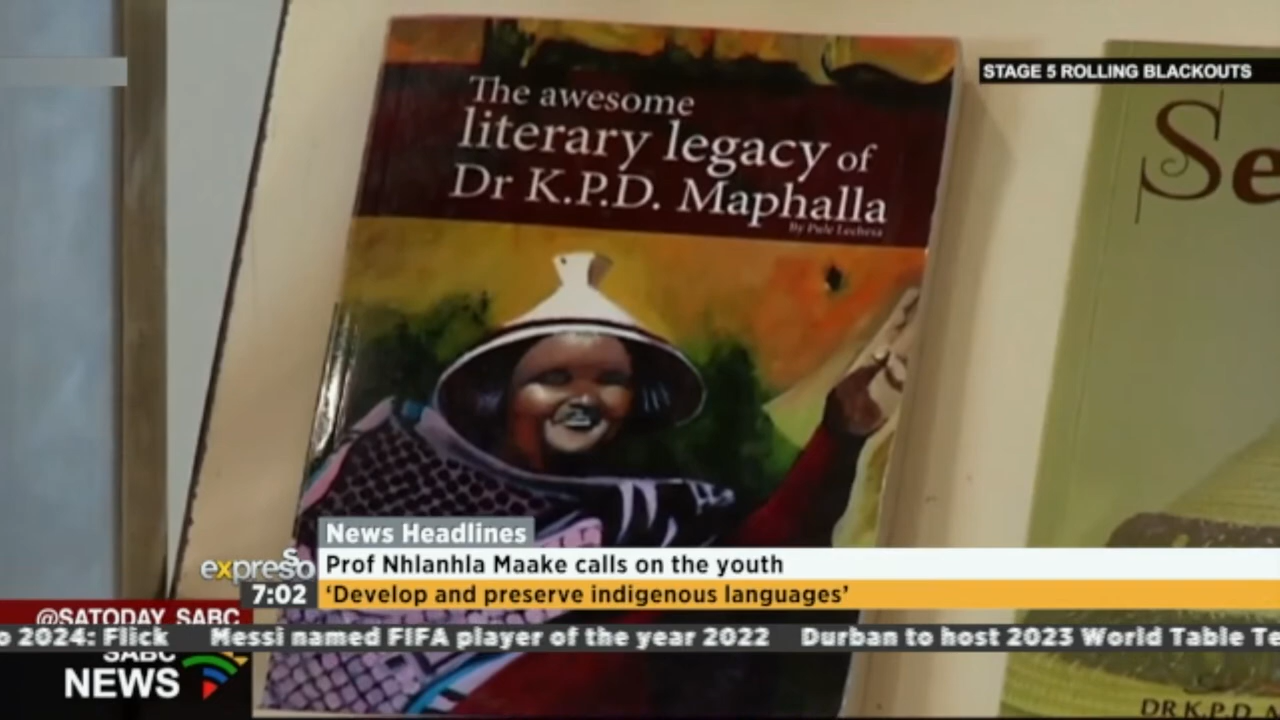 STAGE 5 ROLLING BLACKOUTS
The awesome
literary legacy of
Dr K.P.D. Maphalla
By Pule Lechesa
Se
News Headlines
expresso
Prof Nhlanhla Maake calls on the youth
7:02
'Develop and preserve indigenous languages'
@SATODAY_SABC
o 2024: Flick Messi named FIFA player of the year 2022 Durban to host 2023 World Table Te
SABC
NEWS
DR K.P.D.